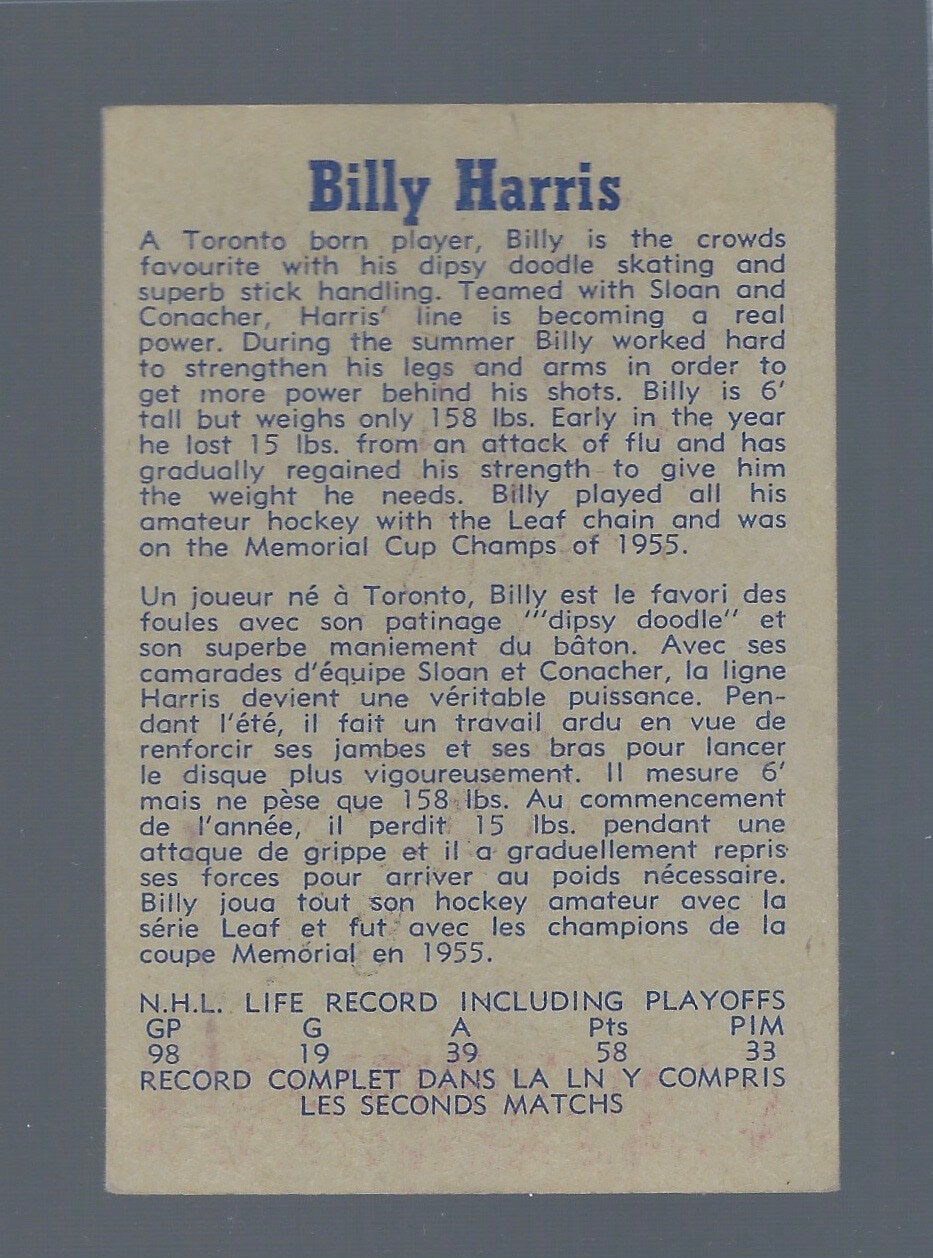 Billy Harris
A Toronto born player, Billy is the crowds
favourite with his dipsy doodle skating and
superb stick handling. Teamed with Sloan and
Conacher, Harris' line is becoming a real
power. During the summer Billy worked hard
to strengthen his legs and arms in order to
get more power behind his shots. Billy is 6'
tall but weighs only 158 lbs. Early in the year
he lost 15 lbs. from an attack of flu and has
gradually regained his strength to give him
the weight he needs. Billy played all his
amateur hockey with the Leaf chain and was
on the Memorial Cup Champs of 1955.
Un joueur né à Toronto, Billy est le favori des
foules avec son patinage '"dipsy doodle" et
son superbe maniement du bâton. Avec ses
camarades d'équipe Sloan et Conacher, la ligne
Harris devient une véritable puissance. Pen-
dant l'été, il fait un travail ardu en vue de
renforcir ses jambes et ses bras pour lancer
le disque plus vigoureusement. Il mesure 6'
mais ne pèse que 158 lbs. Au commencement
de l'année, il perdit 15 lbs. pendant une
attaque de grippe et il a graduellement repris
ses forces pour arriver au poids nécessaire.
Billy joua tout son hockey amateur avec la
série Leaf et fut avec les champions de la
coupe Memórial en 1955.
N.H.L. LIFE RECORD INCLUDING PLAYOFFS
GP G A Pts PIM
98 19 39 58 33
RECORD COMPLET DANS LA LN Y COMPRIS
LES SECONDS MATCHS